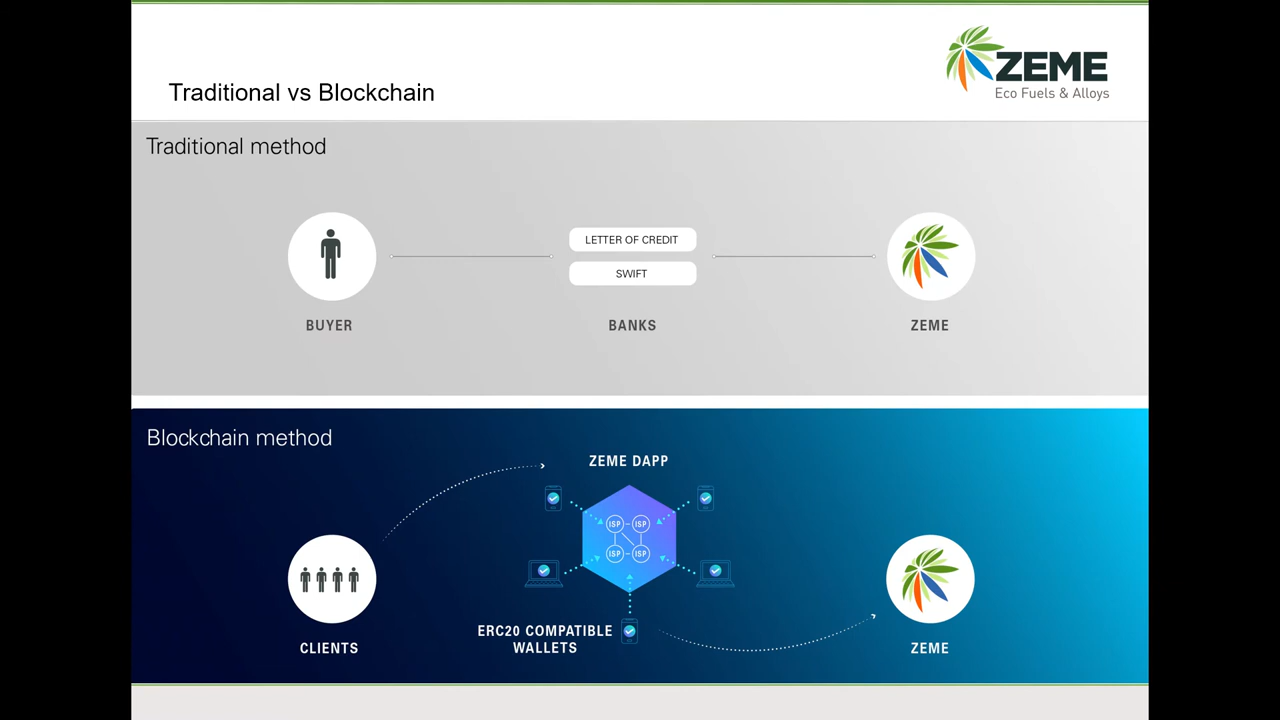 ZEME
Eco Fuels & Alloys
Traditional vs Blockchain
Traditional method
LETTER OF CREDIT
SWIFT
BUYER
BANKS
ZEME
Blockchain method
ZEME DAPP
ISP
ISP
ISP
ISP
ERC20 COMPATIBLE
WALLETS
CLIENTS
ZEME